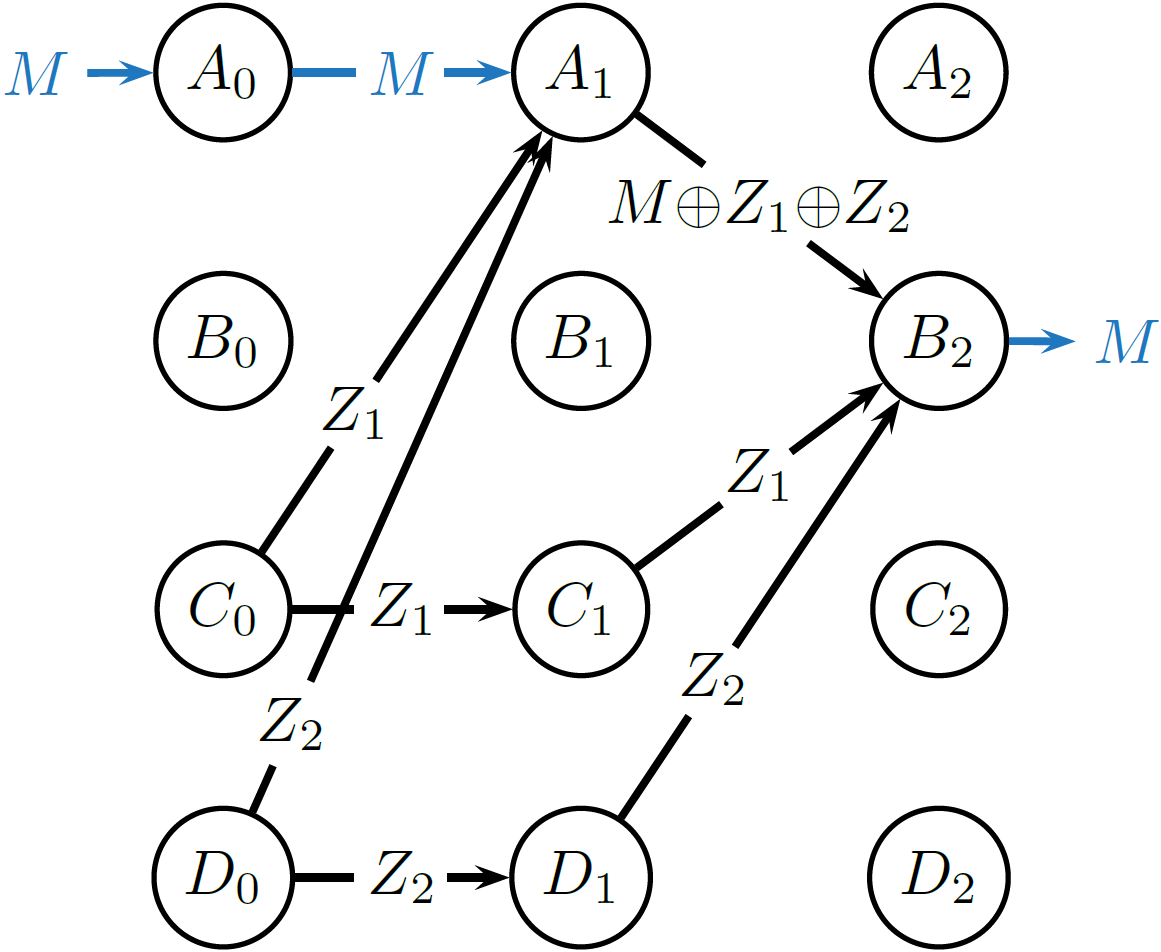 M A₀ M A₁ A₂
M⊕Z₁⊕Z₂
B₀ B₁ B₂ M
Z₁
Z₁
C₀ Z₁ C₁ C₂
Z₂
Z₂
D₀ Z₂ D₁ D₂